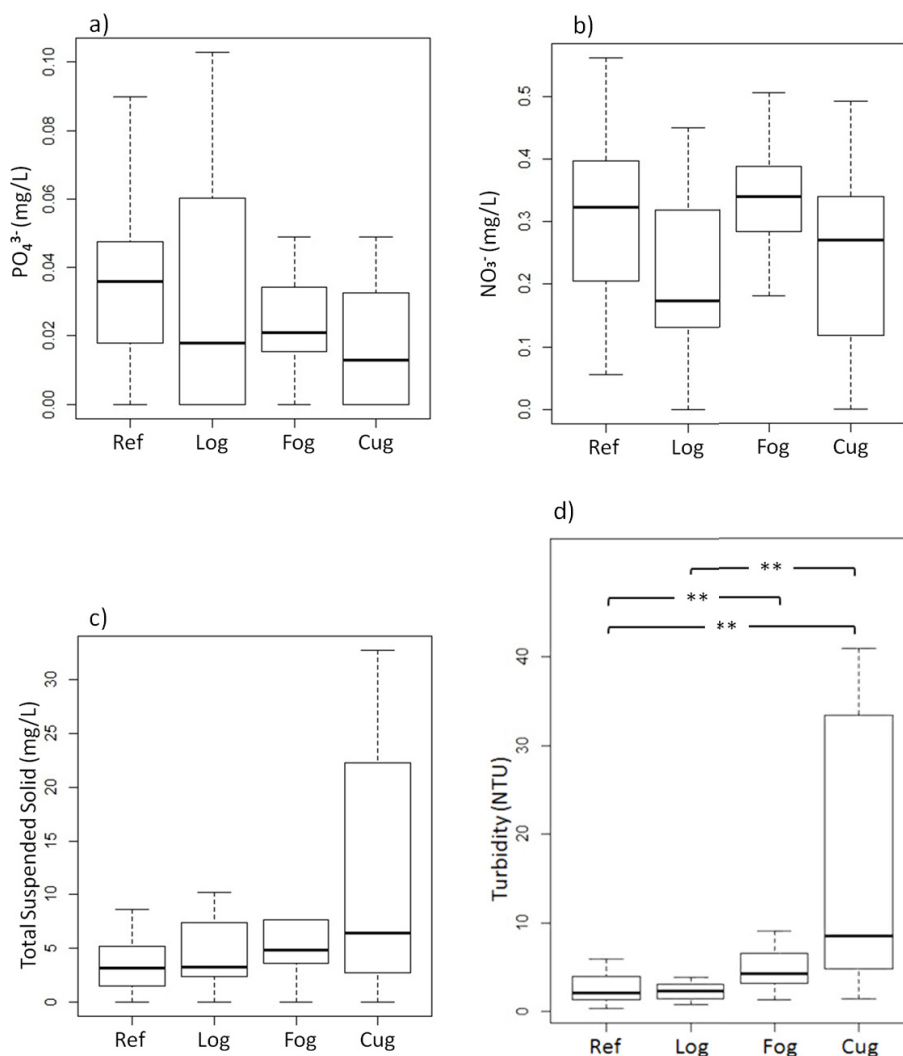 a)
PO₄³⁻ (mg/L)
0.00 0.02 0.04 0.06 0.08 0.10
Ref Log Fog Cug
b)
NO₃⁻ (mg/L)
0.0 0.1 0.2 0.3 0.4 0.5
Ref Log Fog Cug
c)
Total Suspended Solid (mg/L)
0 5 10 15 20 25 30
Ref Log Fog Cug
d)
Turbidity (NTU)
0 10 20 30 40
**
**
**
Ref Log Fog Cug